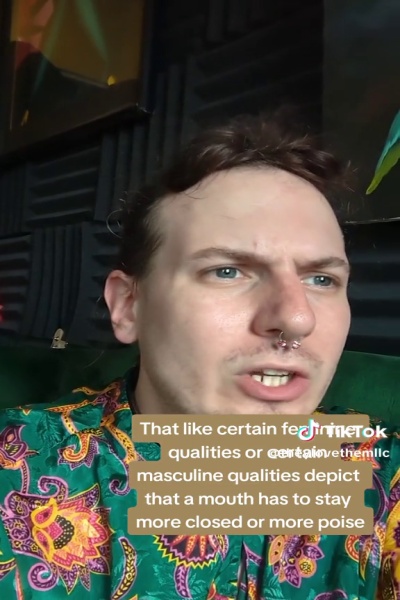 That like certain
TikTok
qualities or certain
masculine qualities depict
that a mouth has to stay
more closed or more poise